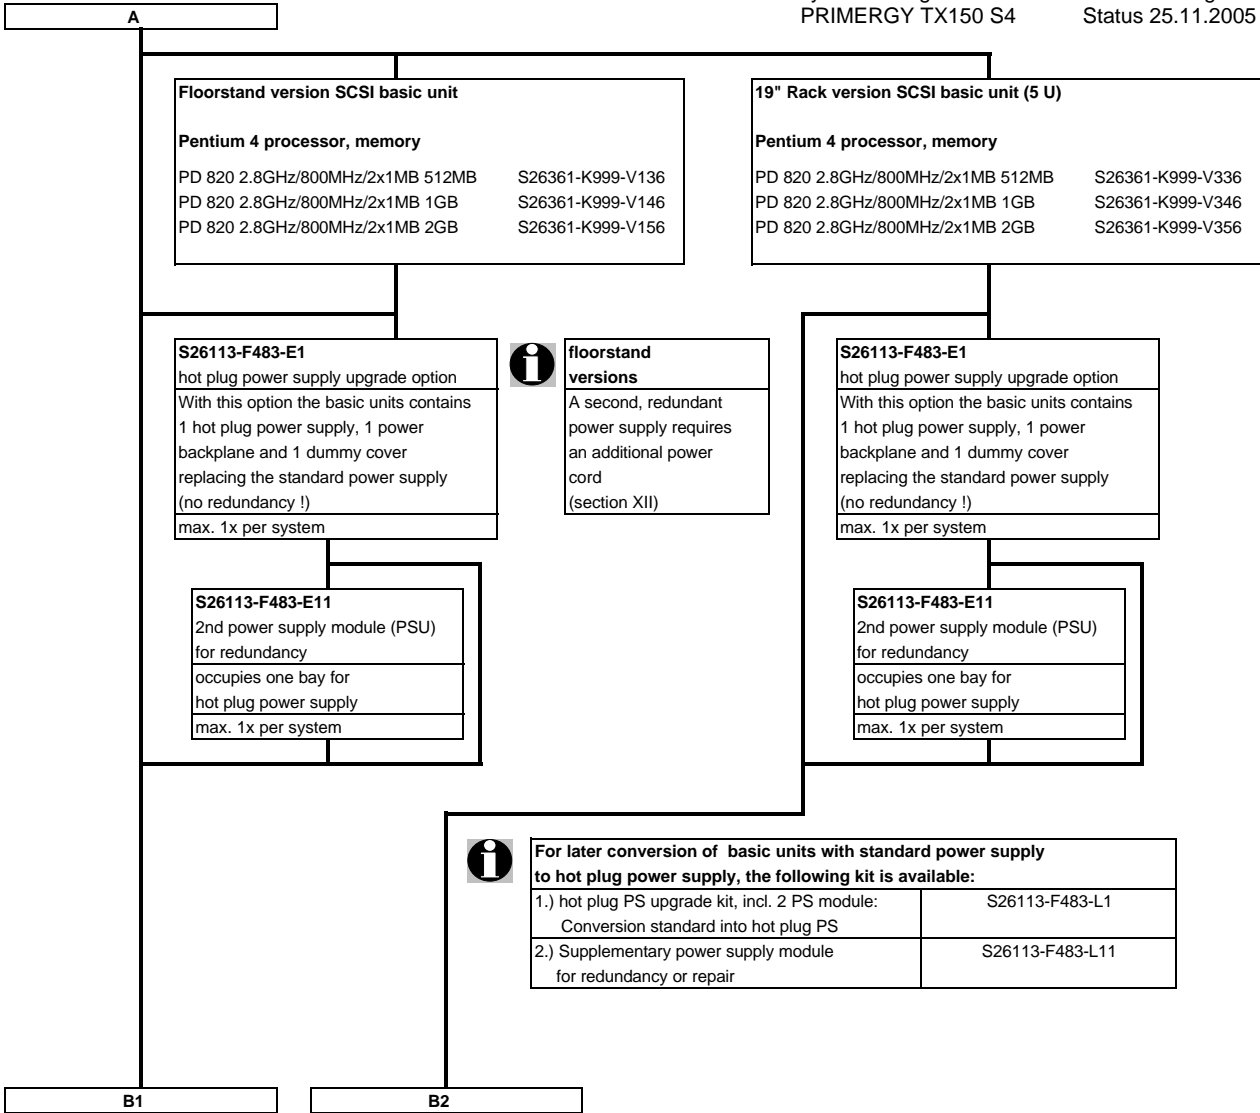 PRIMERGY TX150 S4 Status 25.11.2005
A
Floorstand version SCSI basic unit
Pentium 4 processor, memory
PD 820 2.8GHz/800MHz/2x1MB 512MB S26361-K999-V136
PD 820 2.8GHz/800MHz/2x1MB 1GB S26361-K999-V146
PD 820 2.8GHz/800MHz/2x1MB 2GB S26361-K999-V156
19" Rack version SCSI basic unit (5 U)
Pentium 4 processor, memory
PD 820 2.8GHz/800MHz/2x1MB 512MB S26361-K999-V336
PD 820 2.8GHz/800MHz/2x1MB 1GB S26361-K999-V346
PD 820 2.8GHz/800MHz/2x1MB 2GB S26361-K999-V356
S26113-F483-E1
hot plug power supply upgrade option
With this option the basic units contains
1 hot plug power supply, 1 power
backplane and 1 dummy cover
replacing the standard power supply
(no redundancy !)
max. 1x per system
floorstand
versions
A second, redundant
power supply requires
an additional power
cord
(section XII)
S26113-F483-E1
hot plug power supply upgrade option
With this option the basic units contains
1 hot plug power supply, 1 power
backplane and 1 dummy cover
replacing the standard power supply
(no redundancy !)
max. 1x per system
S26113-F483-E11
2nd power supply module (PSU)
for redundancy
occupies one bay for
hot plug power supply
max. 1x per system
S26113-F483-E11
2nd power supply module (PSU)
for redundancy
occupies one bay for
hot plug power supply
max. 1x per system
For later conversion of basic units with standard power supply
to hot plug power supply, the following kit is available:
1.) hot plug PS upgrade kit, incl. 2 PS module: S26113-F483-L1
Conversion standard into hot plug PS
2.) Supplementary power supply module S26113-F483-L11
for redundancy or repair
B1
B2